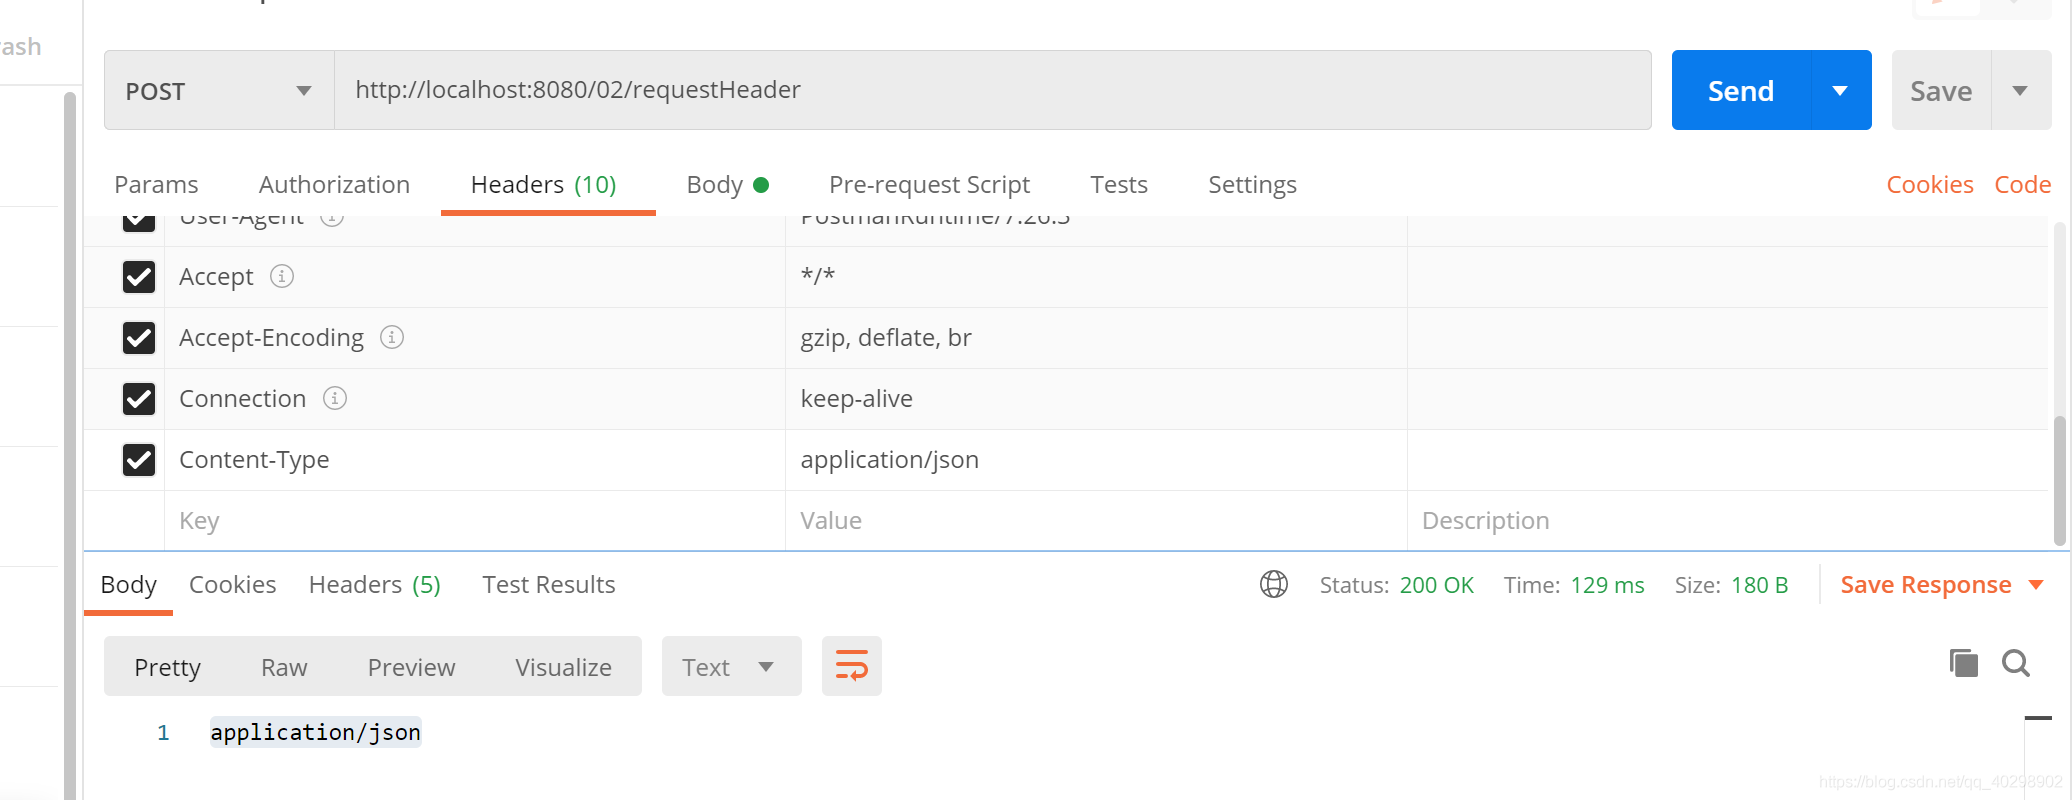 ash
POST http://localhost:8080/02/requestHeader Send Save
Params Authorization Headers (10) Body Pre-request Script Tests Settings Cookies Code
User-Agent PostmanRuntime/7.26.5
Accept */*
Accept-Encoding gzip, deflate, br
Connection keep-alive
Content-Type application/json
Key Value Description
Body Cookies Headers (5) Test Results Status: 200 OK Time: 129 ms Size: 180 B Save Response
Pretty Raw Preview Visualize Text
1 application/json
https://blog.csdn.net/qq_40298902